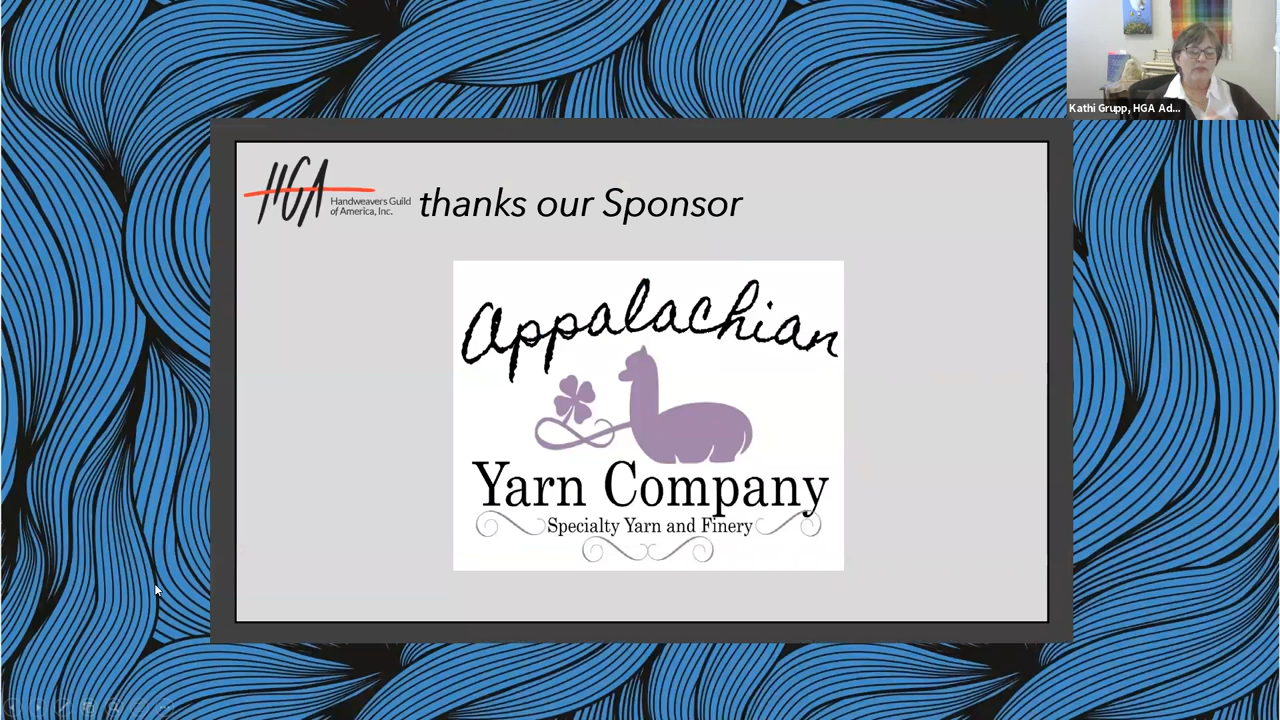 Kathi Grupp, HGA Ad...
HGA
Handweavers Guild
of America, Inc.
thanks our Sponsor
Appalachian
Yarn Company
Specialty Yarn and Finery